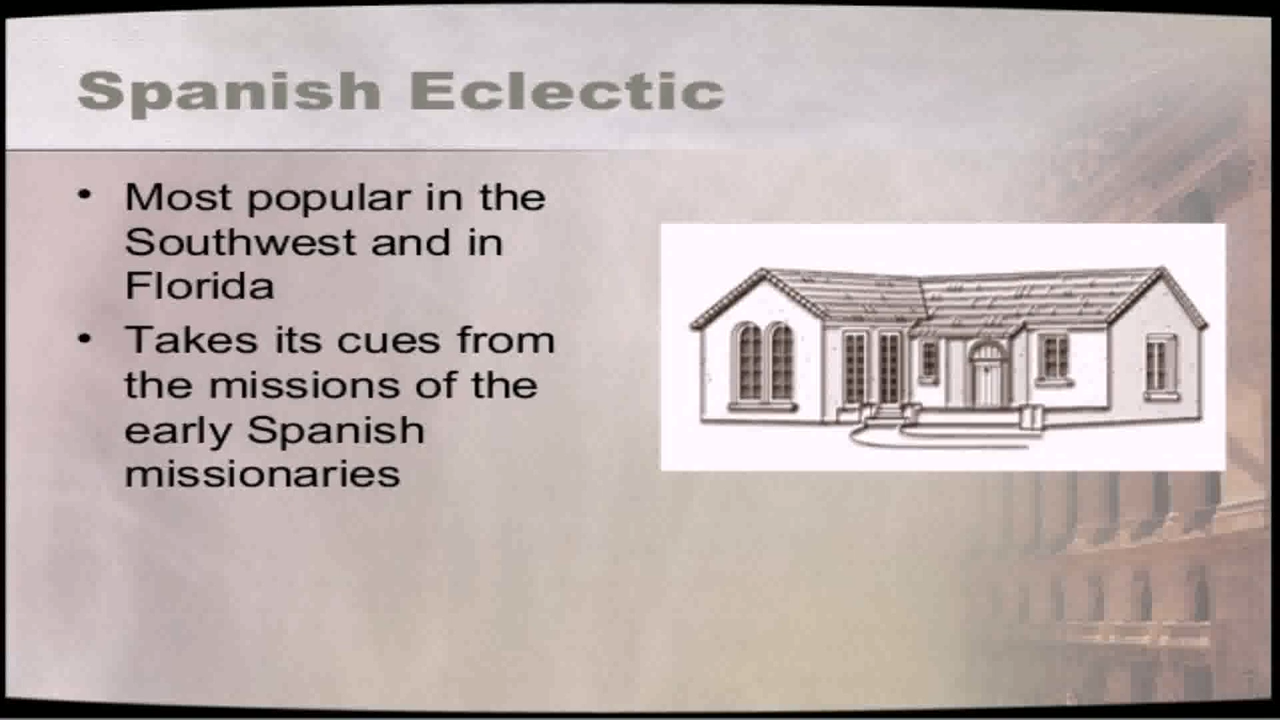 Spanish Eclectic
• Most popular in the
Southwest and in
Florida
• Takes its cues from
the missions of the
early Spanish
missionaries